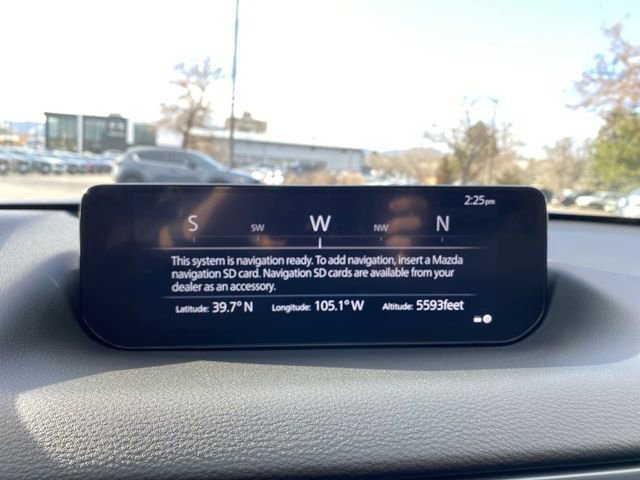 2:25pm
S SW W NW N
This system is navigation ready. To add navigation, insert a Mazda
navigation SD card. Navigation SD cards are available from your
dealer as an accessory.
Latitude: 39.7° N Longitude: 105.1° W Altitude: 5593feet